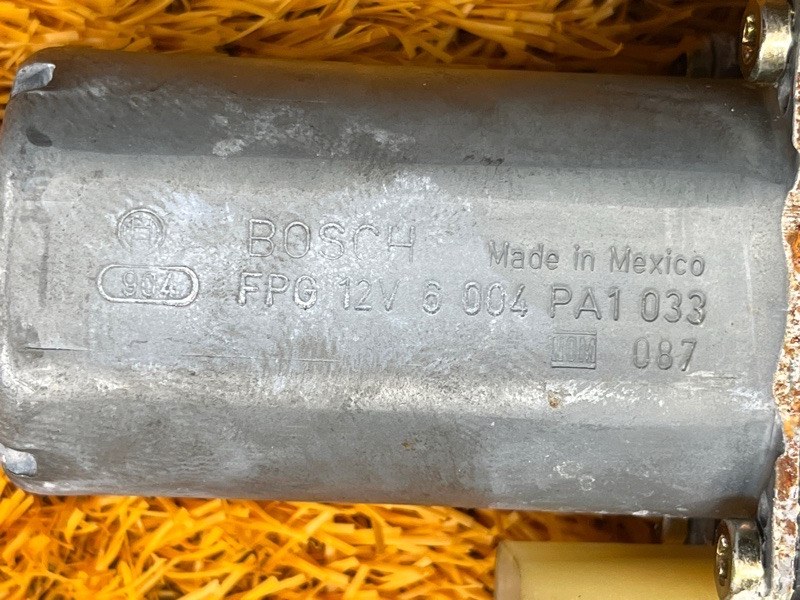 BOSCH Made in Mexico
904 FPG 12V 6 004 PA1 033
087